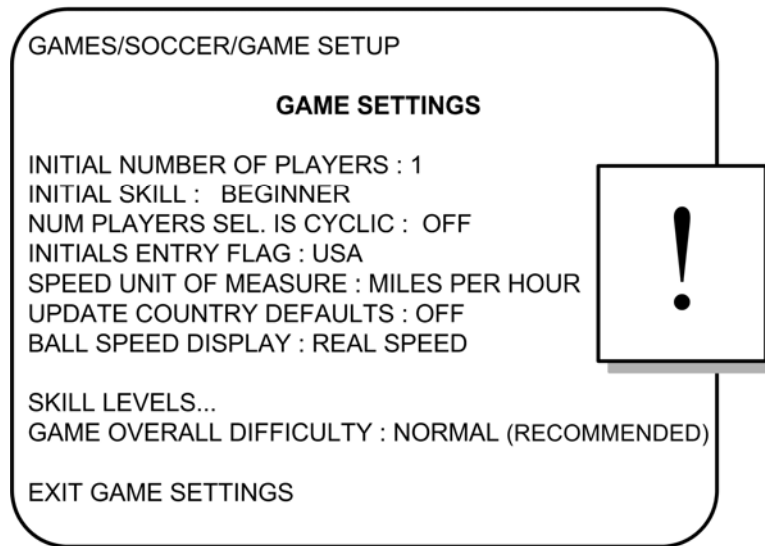 GAMES/SOCCER/GAME SETUP
GAME SETTINGS
INITIAL NUMBER OF PLAYERS : 1
INITIAL SKILL : BEGINNER
NUM PLAYERS SEL. IS CYCLIC : OFF
INITIALS ENTRY FLAG : USA
SPEED UNIT OF MEASURE : MILES PER HOUR
UPDATE COUNTRY DEFAULTS : OFF
BALL SPEED DISPLAY : REAL SPEED
!
SKILL LEVELS...
GAME OVERALL DIFFICULTY : NORMAL (RECOMMENDED)
EXIT GAME SETTINGS